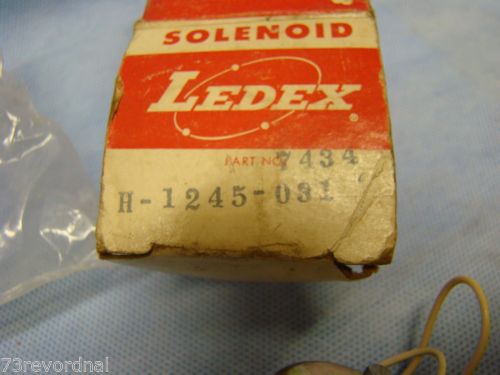 SOLENOID
LEDEX®
PART NO. 7434
H-1245-031
73revordnal